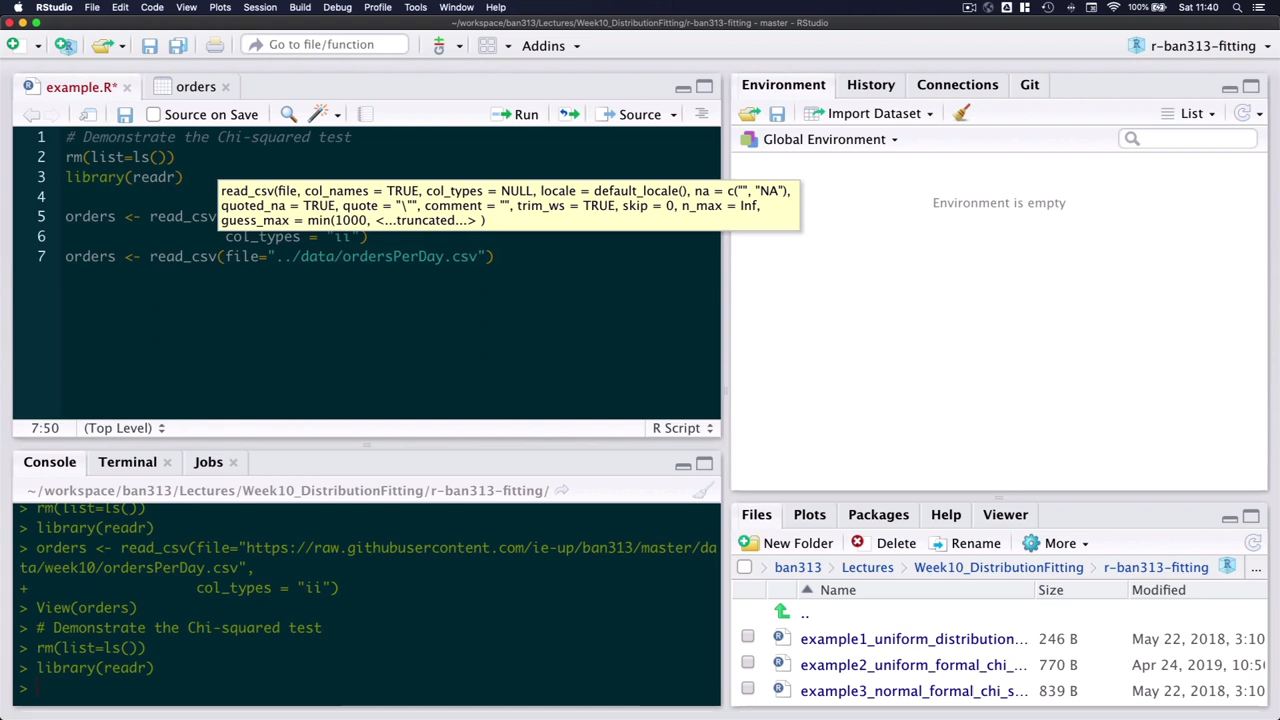 RStudio File Edit Code View Plots Session Build Debug Profile Tools Window Help 100% Sat 11:40
~/workspace/ban313/Lectures/Week10_DistributionFitting/r-ban313-fitting - master - RStudio
Go to file/function Addins r-ban313-fitting
example.R* orders
Source on Save Run Source
1 # Demonstrate the Chi-squared test
2 rm(list=ls())
3 library(readr)
4
5 orders <- read_csv
6 col_types = "ii")
7 orders <- read_csv(file="../data/ordersPerDay.csv")
read_csv(file, col_names = TRUE, col_types = NULL, locale = default_locale(), na = c("", "NA"),
quoted_na = TRUE, quote = "\"", comment = "", trim_ws = TRUE, skip = 0, n_max = Inf,
guess_max = min(1000, <...truncated...> )
7:50 (Top Level) R Script
Console Terminal Jobs
~/workspace/ban313/Lectures/Week10_DistributionFitting/r-ban313-fitting/
> rm(list=ls())
> library(readr)
> orders <- read_csv(file="https://raw.githubusercontent.com/ie-up/ban313/master/da
ta/week10/ordersPerDay.csv",
+ col_types = "ii")
> View(orders)
> # Demonstrate the Chi-squared test
> rm(list=ls())
> library(readr)
>
Environment History Connections Git
Import Dataset List
Global Environment
Environment is empty
Files Plots Packages Help Viewer
New Folder Delete Rename More
ban313 Lectures Week10_DistributionFitting r-ban313-fitting ...
Name Size Modified
..
example1_uniform_distribution... 246 B May 22, 2018, 3:10
example2_uniform_formal_chi_... 770 B Apr 24, 2019, 10:50
example3_normal_formal_chi_s... 839 B May 22, 2018, 3:10